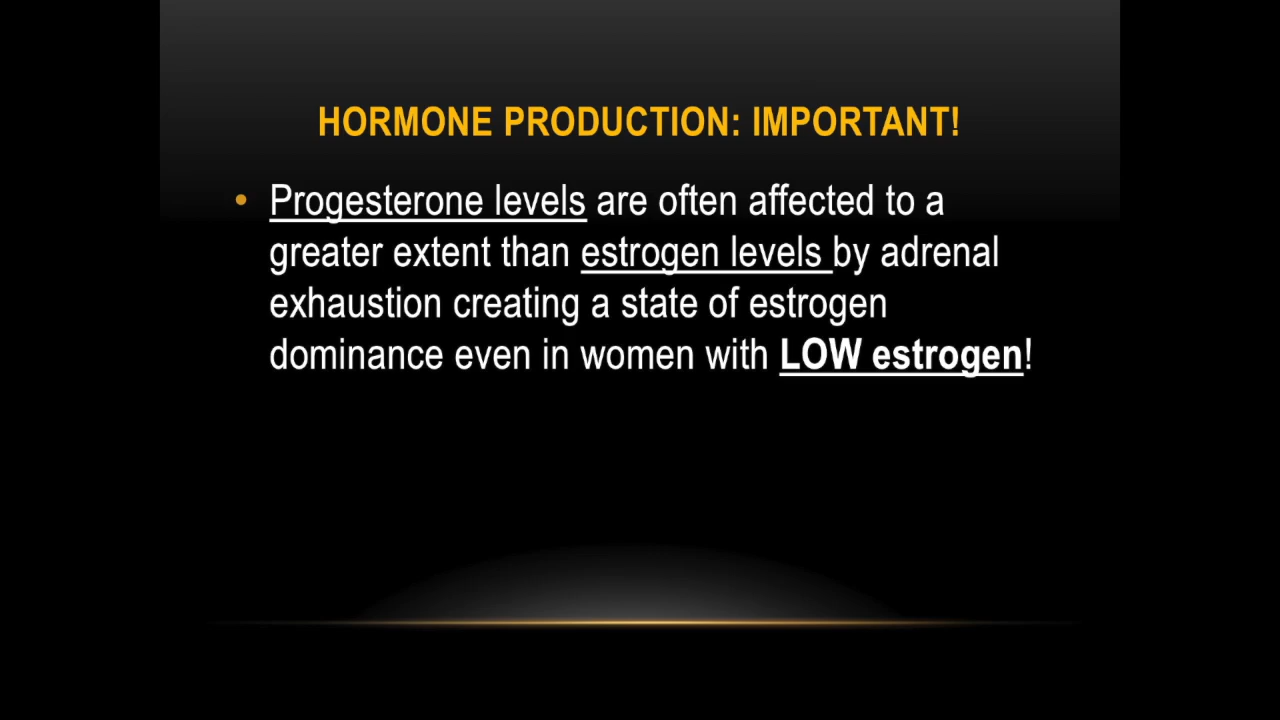 HORMONE PRODUCTION: IMPORTANT!
• Progesterone levels are often affected to a
greater extent than estrogen levels by adrenal
exhaustion creating a state of estrogen
dominance even in women with LOW estrogen!